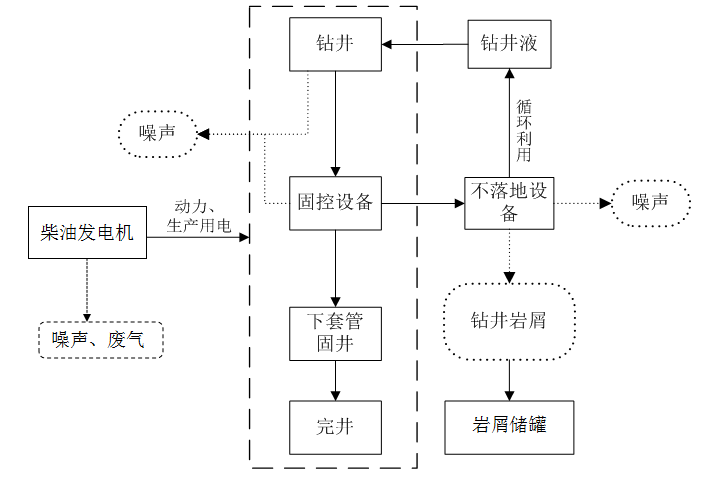 钻井
钻井液
循环利用
噪声
动力、
生产用电
柴油发电机
固控设备
不落地设
备
噪声
噪声、废气
下套管
固井
钻井岩屑
完井
岩屑储罐